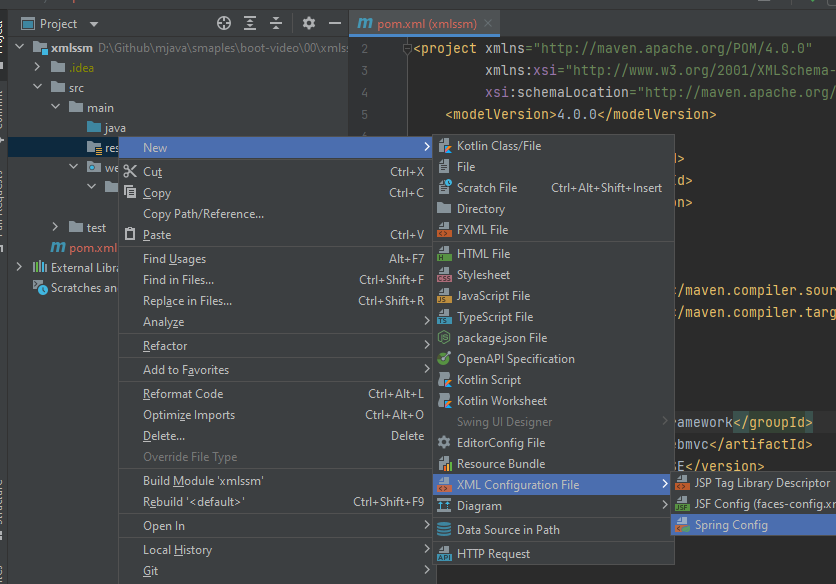 Project
pom.xml (xmlssm)
xmlssm D:\Github\mjava\smaples\boot-video\00\xmlss
.idea
src
main
java
res
we
test
pom.xml
External Libra
Scratches an
2 <project xmlns="http://maven.apache.org/POM/4.0.0"
3 xmlns:xsi="http://www.w3.org/2001/XMLSchema-
4 xsi:schemaLocation="http://maven.apache.org/
5 <modelVersion>4.0.0</modelVersion>
d>
d>
on>
/maven.compiler.sour
/maven.compiler.targ
ramework</groupId>
ebmvc</artifactId>
SE</version>
New
Cut Ctrl+X
Copy Ctrl+C
Copy Path/Reference...
Paste Ctrl+V
Find Usages Alt+F7
Find in Files... Ctrl+Shift+F
Replace in Files... Ctrl+Shift+R
Analyze
Refactor
Add to Favorites
Reformat Code Ctrl+Alt+L
Optimize Imports Ctrl+Alt+O
Delete... Delete
Override File Type
Build Module 'xmlssm'
Rebuild '<default>' Ctrl+Shift+F9
Open In
Local History
Git
Kotlin Class/File
File
Scratch File Ctrl+Alt+Shift+Insert
Directory
FXML File
HTML File
Stylesheet
JavaScript File
TypeScript File
package.json File
OpenAPI Specification
Kotlin Script
Kotlin Worksheet
Swing UI Designer
EditorConfig File
Resource Bundle
XML Configuration File
Diagram
Data Source in Path
HTTP Request
JSP Tag Library Descriptor
JSF Config (faces-config.xm
Spring Config